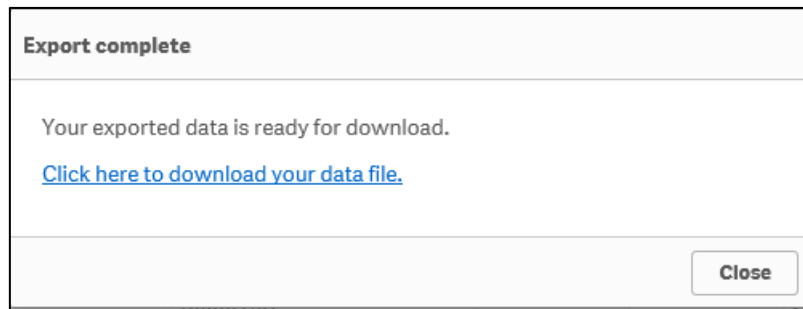 Export complete
Your exported data is ready for download.
Click here to download your data file.
Close